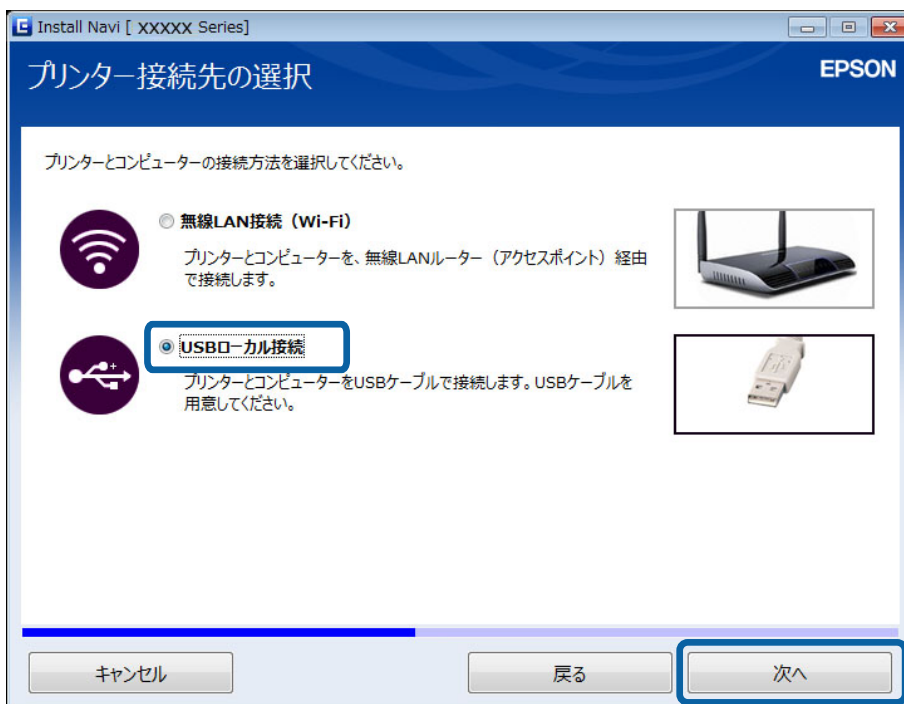 Install Navi [ XXXXX Series]
プリンター接続先の選択
EPSON
プリンターとコンピューターの接続方法を選択してください。
無線LAN接続（Wi-Fi）
プリンターとコンピューターを、無線LANルーター（アクセスポイント）経由
で接続します。
USBローカル接続
プリンターとコンピューターをUSBケーブルで接続します。USBケーブルを
用意してください。
キャンセル
戻る
次へ